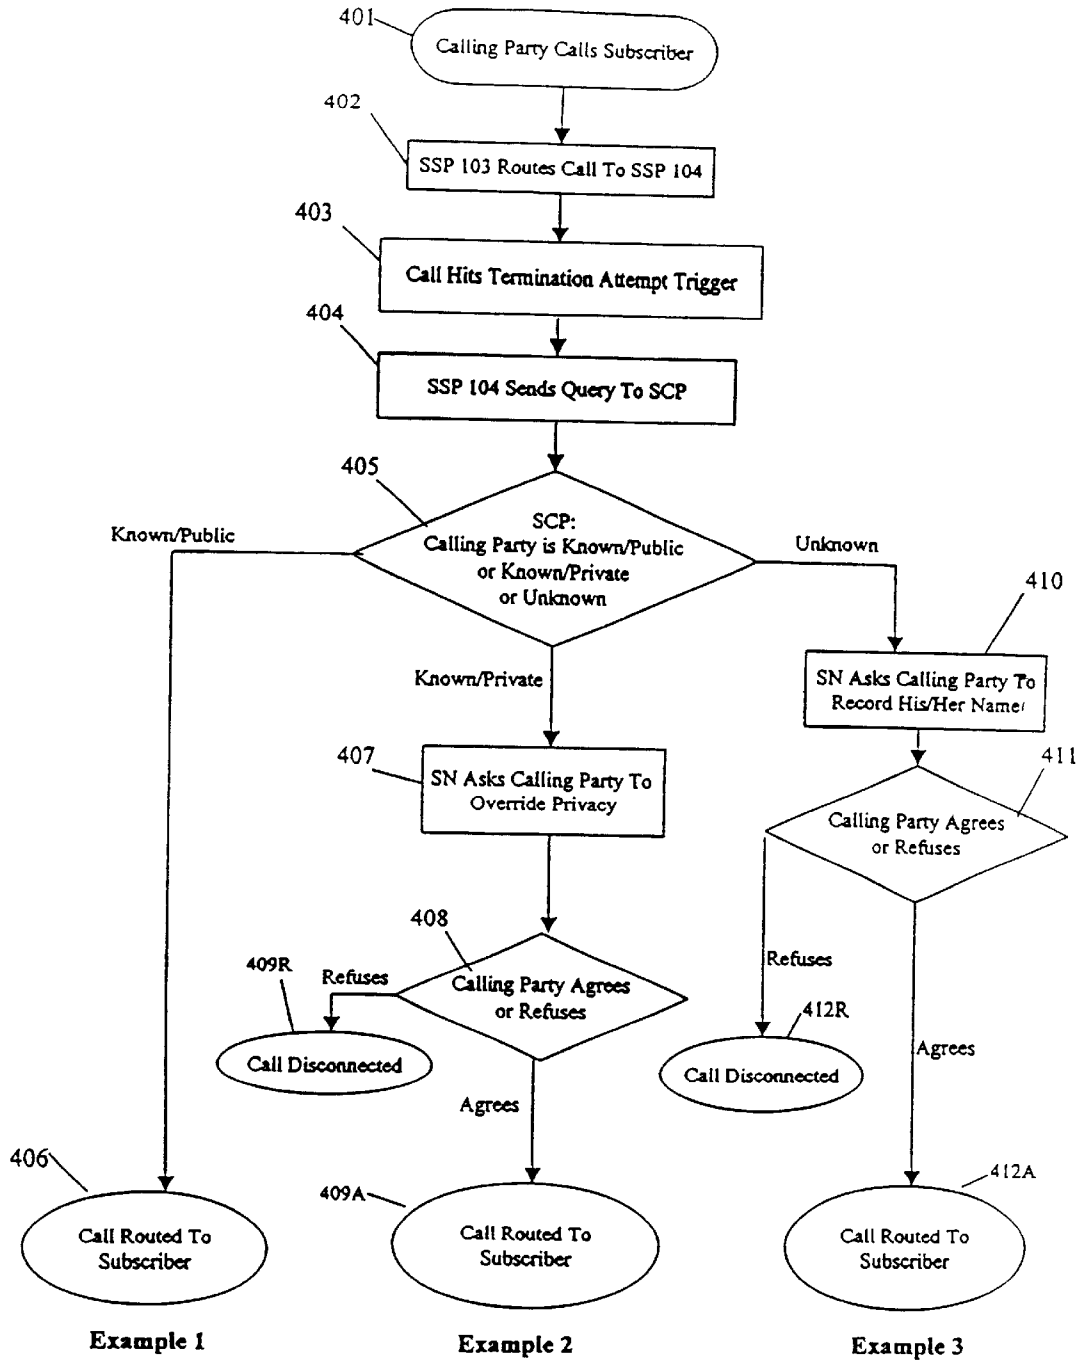 401
Calling Party Calls Subscriber
402
SSP 103 Routes Call To SSP 104
403
Call Hits Termination Attempt Trigger
404
SSP 104 Sends Query To SCP
405
SCP:
Calling Party is Known/Public
or Known/Private
or Unknown
Known/Public
Unknown
Known/Private
410
SN Asks Calling Party To
Record His/Her Name
407
SN Asks Calling Party To
Override Privacy
411
Calling Party Agrees
or Refuses
408
Calling Party Agrees
or Refuses
Refuses
409R
Call Disconnected
Agrees
Refuses
412R
Call Disconnected
Agrees
406
Call Routed To
Subscriber
409A
Call Routed To
Subscriber
412A
Call Routed To
Subscriber
Example 1
Example 2
Example 3